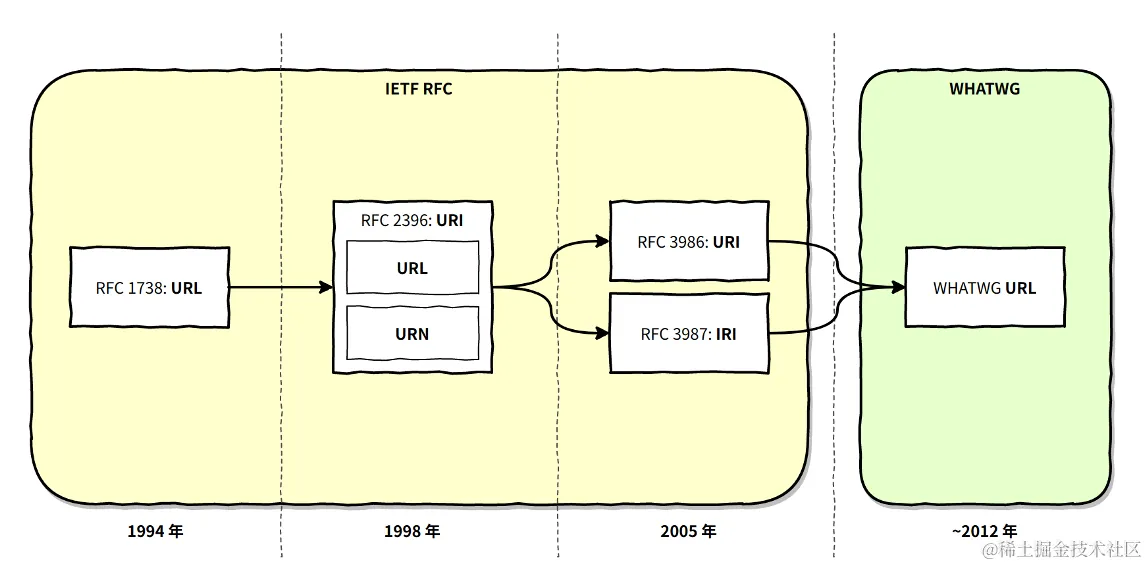 IETF RFC
WHATWG
RFC 1738: URL
RFC 2396: URI
URL
URN
RFC 3986: URI
RFC 3987: IRI
WHATWG URL
1994 年
1998 年
2005 年
~2012 年
@稀土掘金技术社区